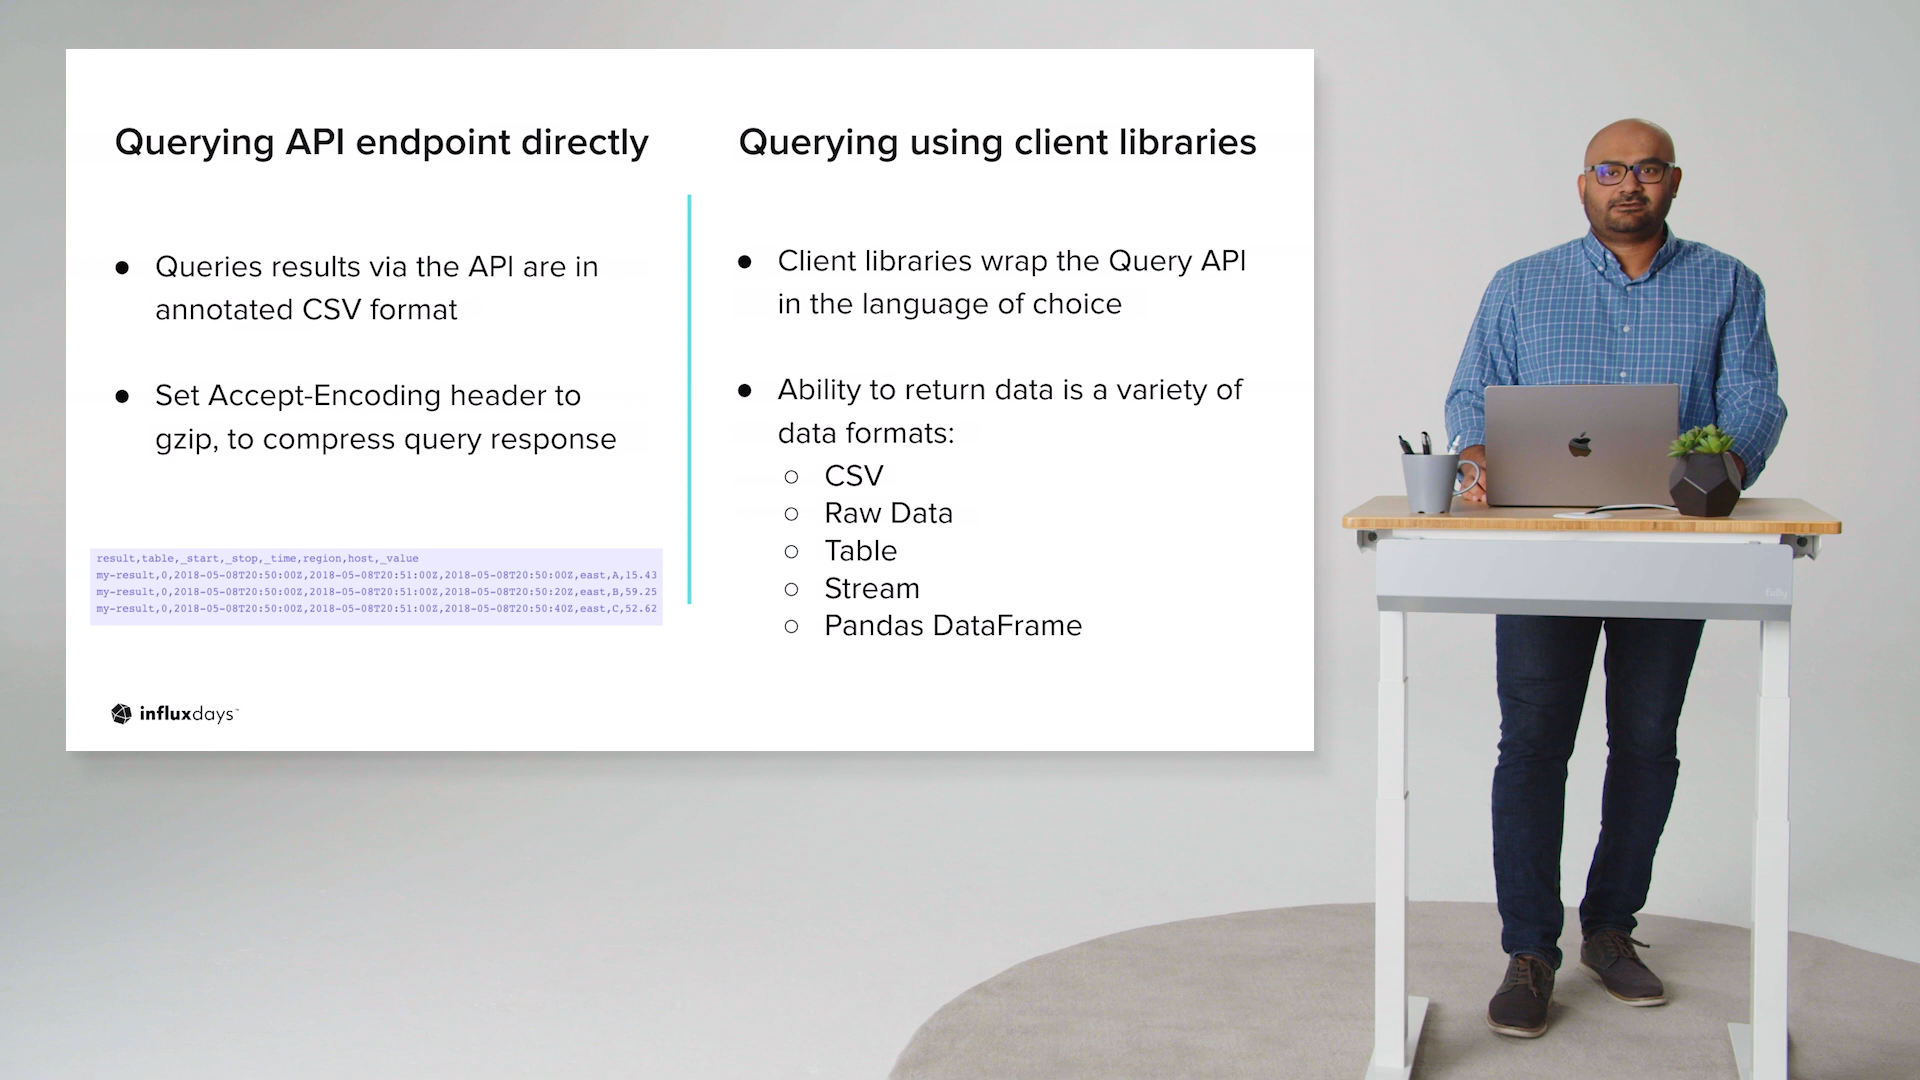 Querying API endpoint directly
Queries results via the API are in
annotated CSV format
Set Accept-Encoding header to
gzip, to compress query response
result,table,_start,_stop,_time,region,host,_value
my-result,0,2018-05-08T20:50:00Z,2018-05-08T20:51:00Z,2018-05-08T20:50:00Z,east,A,15.43
my-result,0,2018-05-08T20:50:00Z,2018-05-08T20:51:00Z,2018-05-08T20:50:20Z,east,B,59.25
my-result,0,2018-05-08T20:50:00Z,2018-05-08T20:51:00Z,2018-05-08T20:50:40Z,east,C,52.62
Querying using client libraries
Client libraries wrap the Query API
in the language of choice
Ability to return data is a variety of
data formats:
CSV
Raw Data
Table
Stream
Pandas DataFrame
influxdays™
fully